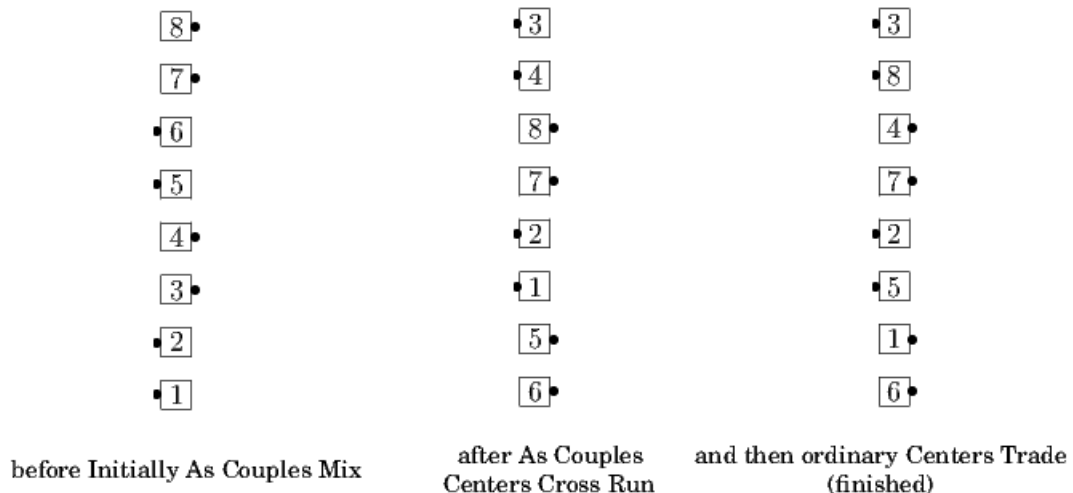 8 3 3
7 4 8
6 8 4
5 7 7
4 2 2
3 1 5
2 5 1
1 6 6
before Initially As Couples Mix
after As Couples
Centers Cross Run
and then ordinary Centers Trade
(finished)